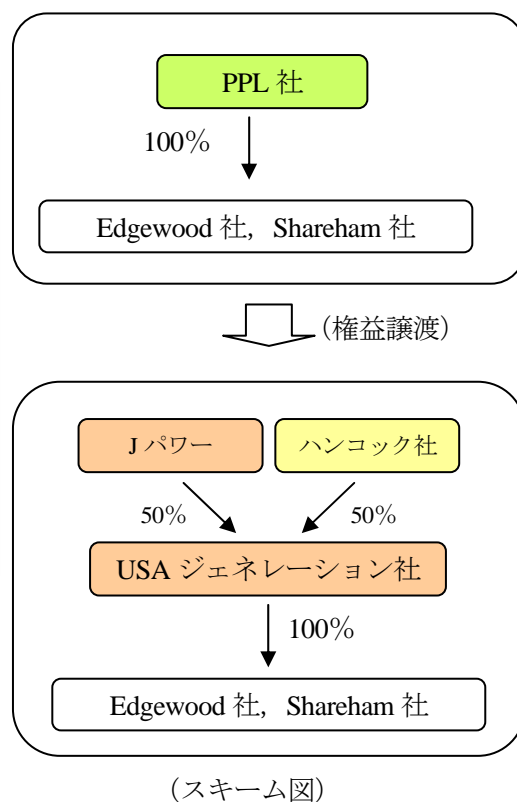 PPL 社
100%
Edgewood 社，Shareham 社
（権益譲渡）
J パワー
ハンコック社
50%
50%
USA ジェネレーション社
100%
Edgewood 社，Shareham 社
（スキーム図）